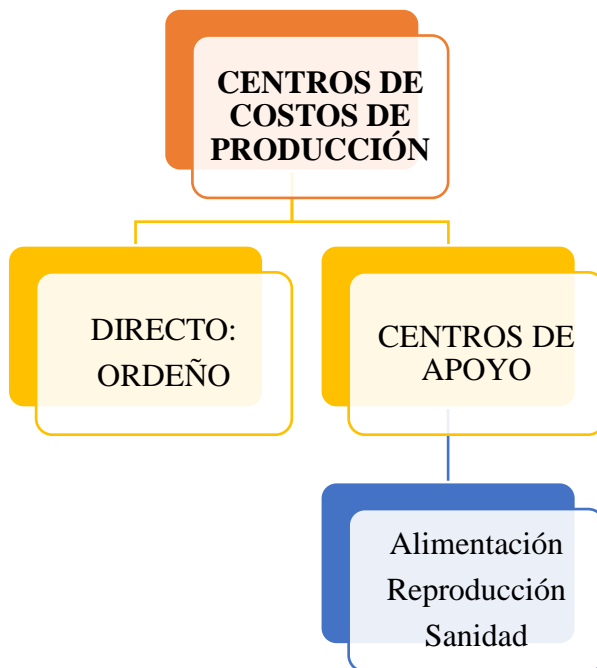 CENTROS DE
COSTOS DE
PRODUCCIÓN
DIRECTO:
ORDEÑO
CENTROS DE
APOYO
Alimentación
Reproducción
Sanidad